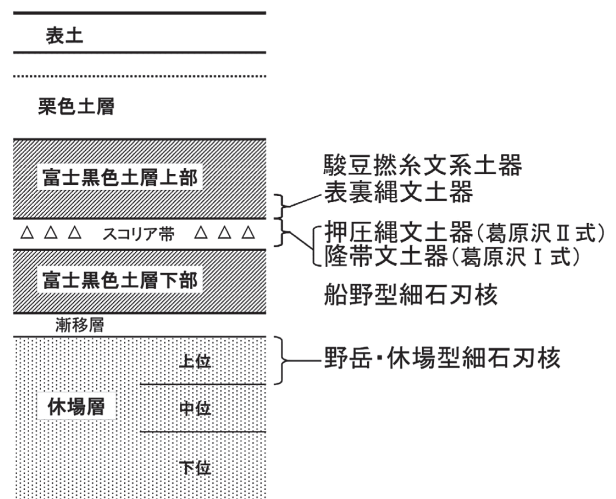 表土
栗色土層
富士黒色土層上部
駿豆撚糸文系土器
表裏縄文土器
△ △ △ スコリア帯 △ △ △
押圧縄文土器(葛原沢Ⅱ式)
隆帯文土器(葛原沢Ⅰ式)
富士黒色土層下部
船野型細石刃核
漸移層
上位
野岳・休場型細石刃核
休場層
中位
下位